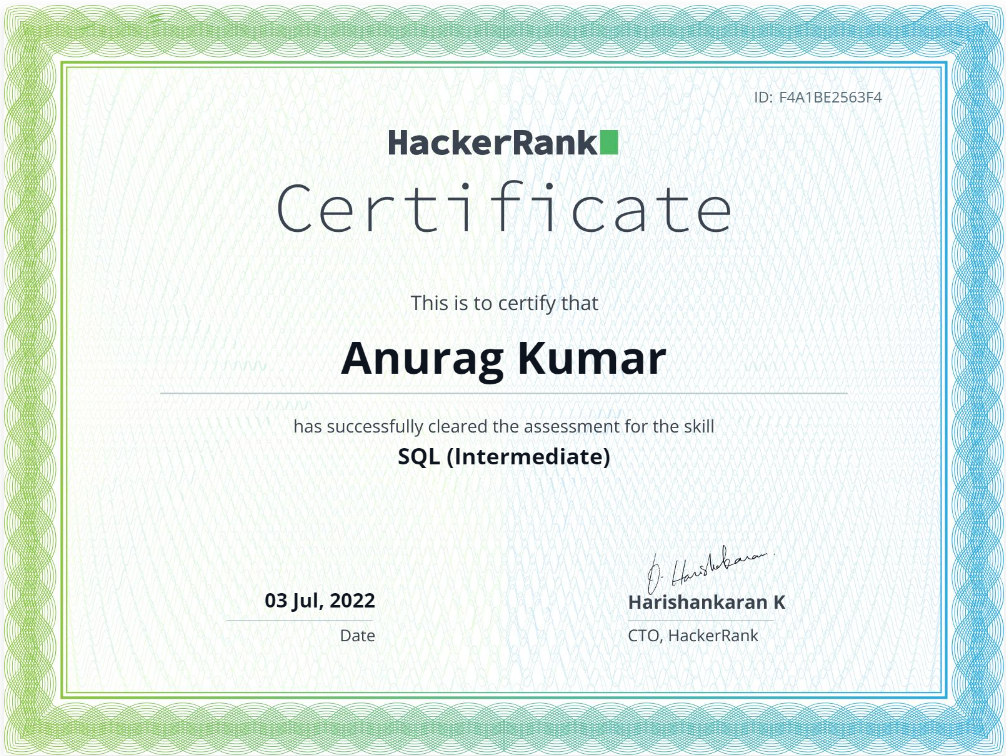 ID: F4A1BE2563F4
HackerRank
Certificate
This is to certify that
Anurag Kumar
has successfully cleared the assessment for the skill
SQL (Intermediate)
03 Jul, 2022
Date
D. Harishankaran
Harishankaran K
CTO, HackerRank